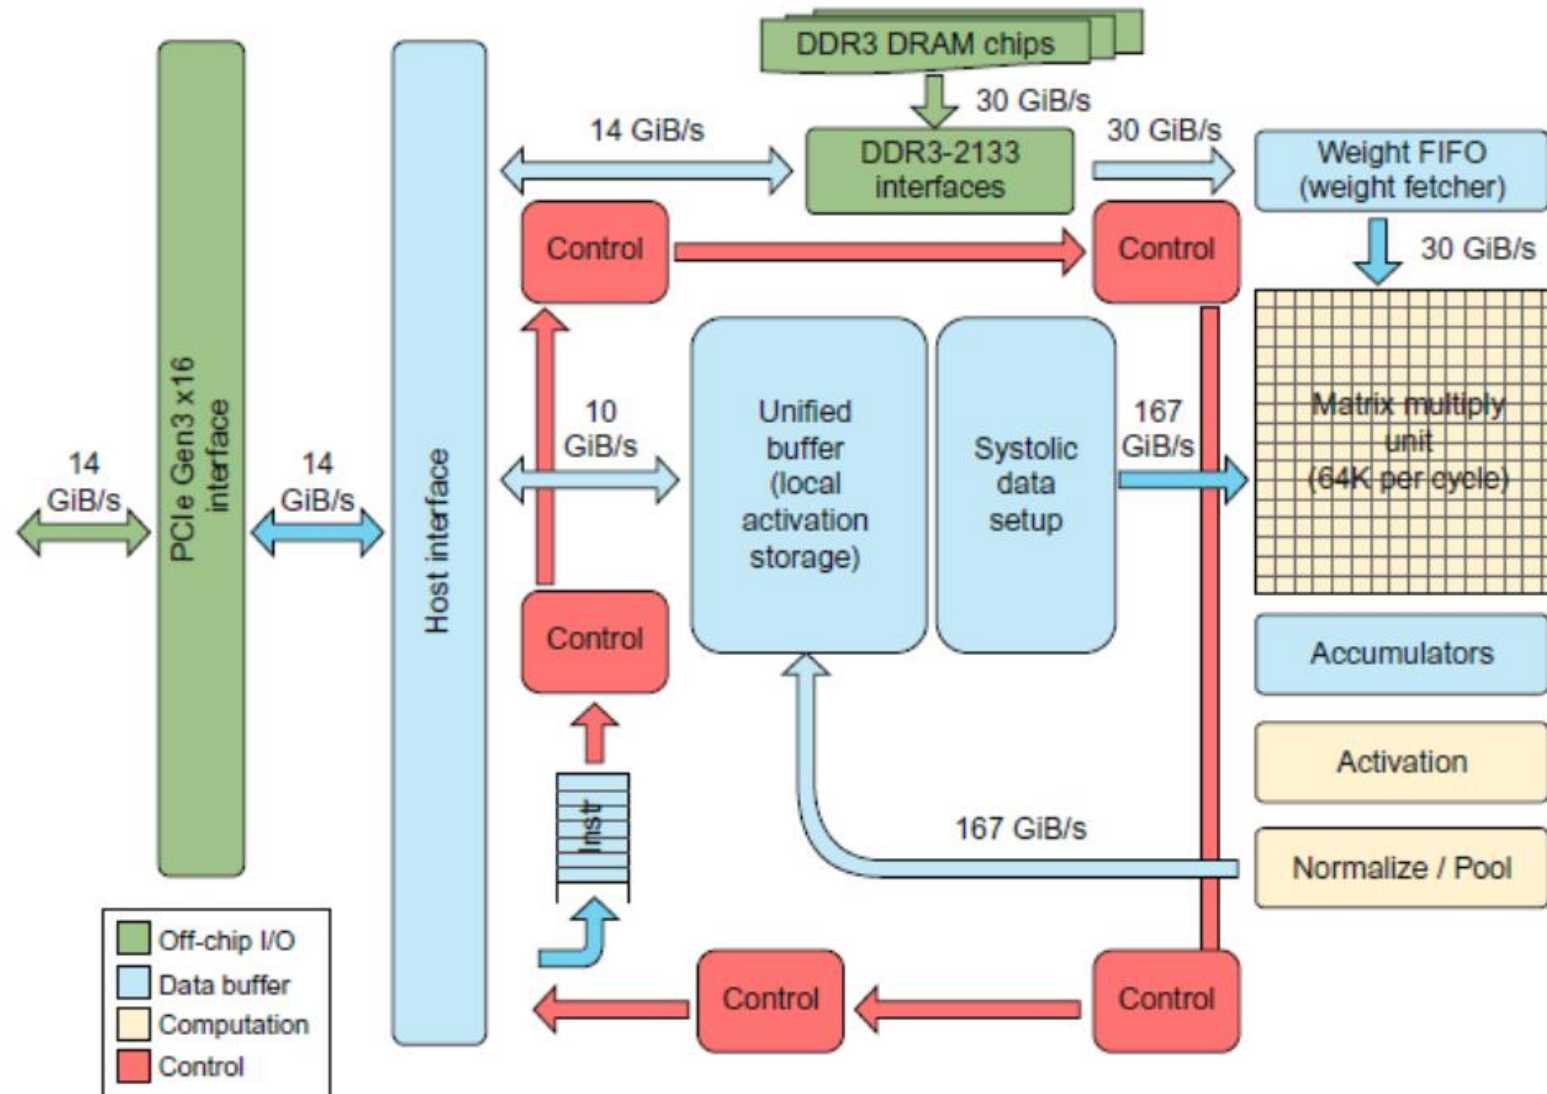 DDR3 DRAM chips
30 GiB/s
14 GiB/s
DDR3-2133
interfaces
30 GiB/s
Weight FIFO
(weight fetcher)
30 GiB/s
Control
Control
PCIe Gen3 x16
interface
Host interface
14
GiB/s
14
GiB/s
10
GiB/s
Unified
buffer
(local
activation
storage)
Systolic
data
setup
167
GiB/s
Matrix multiply
unit
(64K per cycle)
Control
Accumulators
Activation
Instr
167 GiB/s
Normalize / Pool
Off-chip I/O
Data buffer
Computation
Control
Control
Control